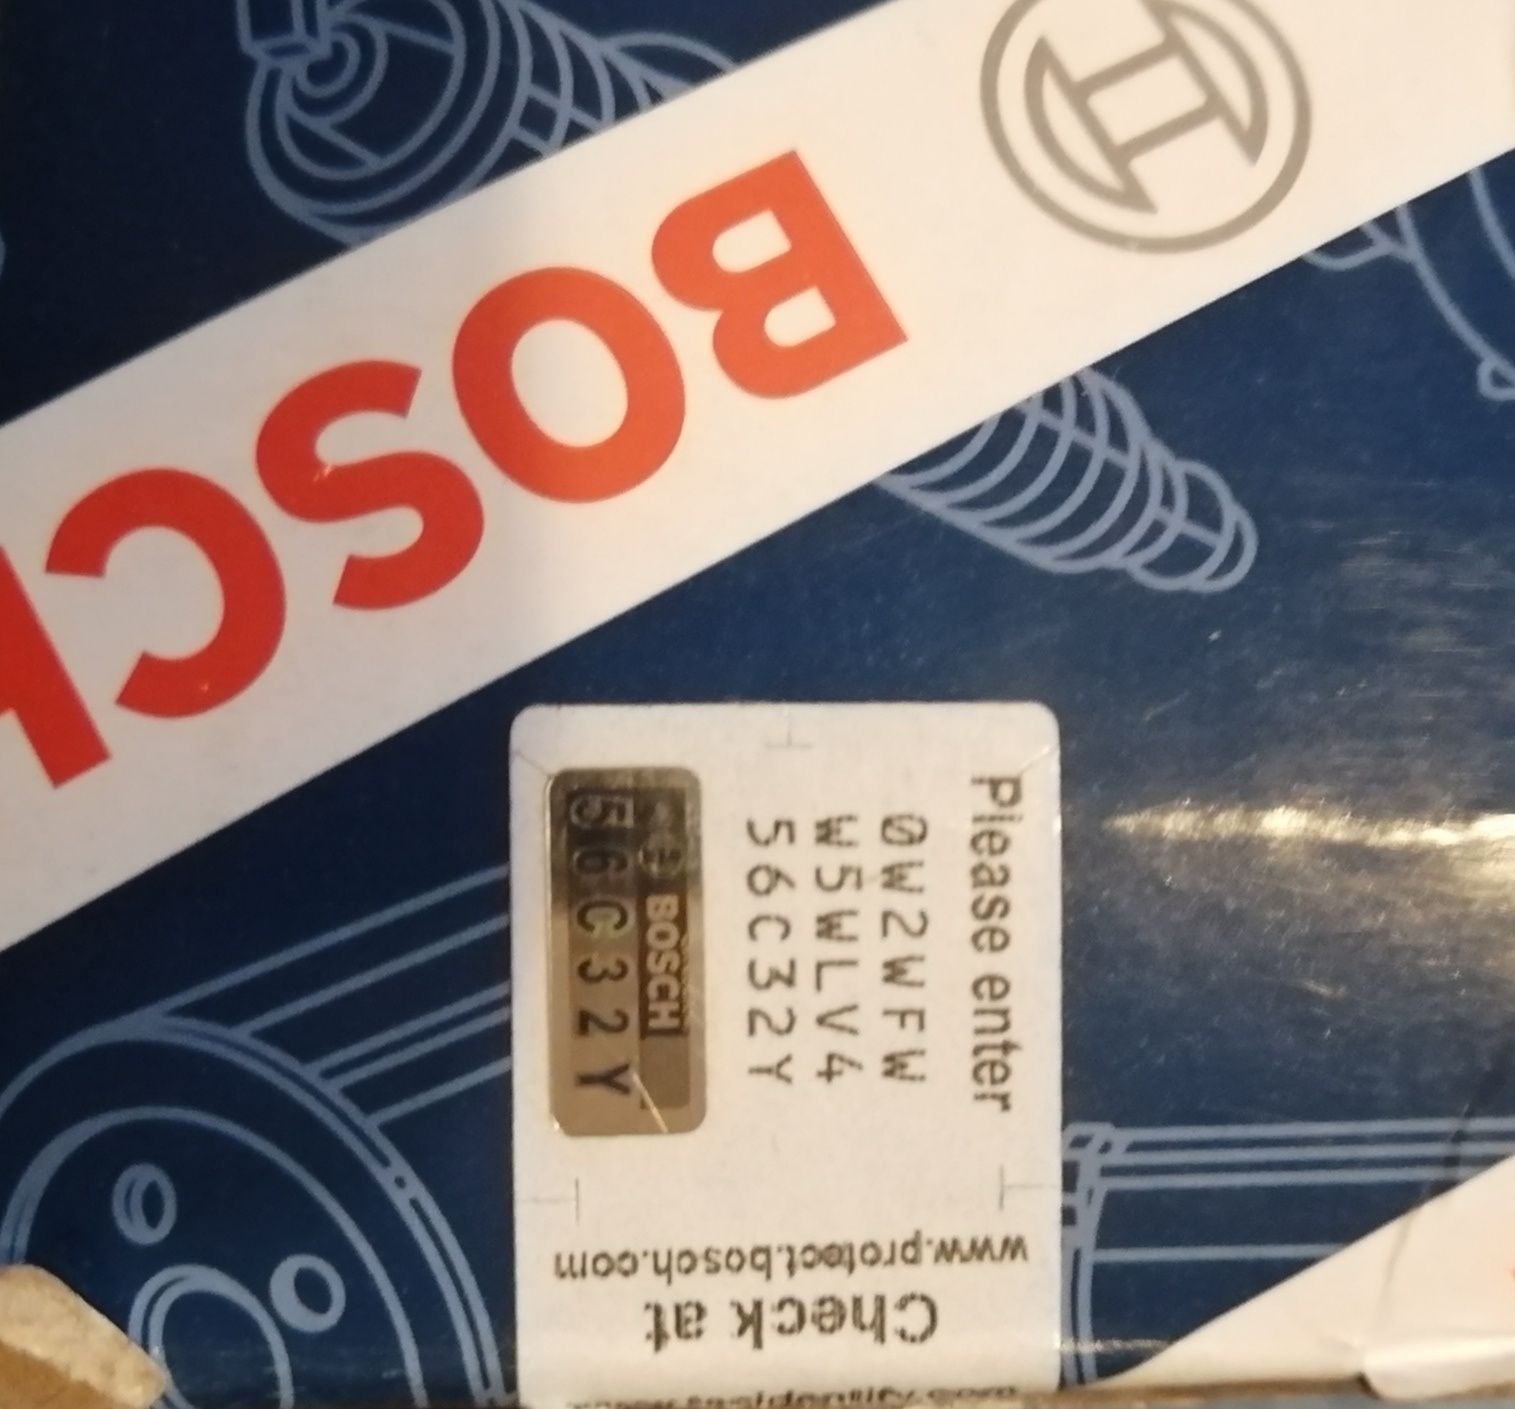 BOSCH
Please enter
0W2WFW
W5WLV4
56C32Y
BOSCH
56C32Y
Check at
www.protect.bosch.com